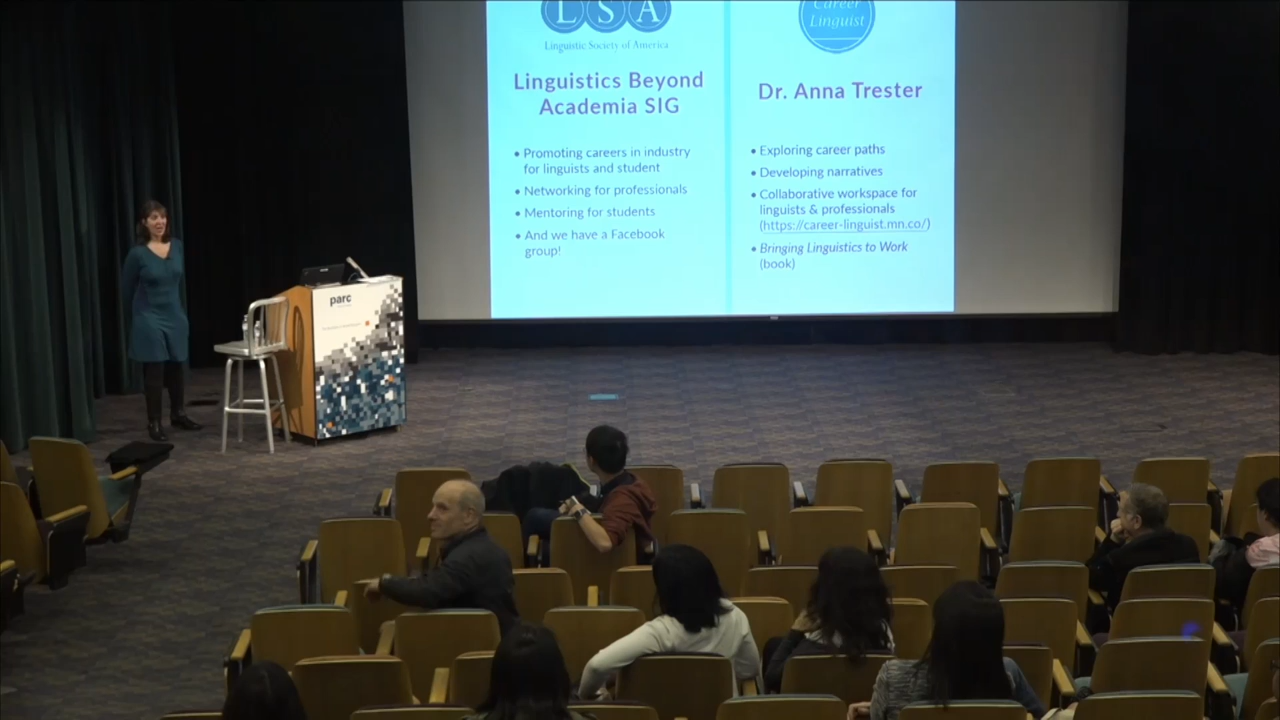 LSA
Linguistic Society of America
Linguistics Beyond
Academia SIG
• Promoting careers in industry
for linguists and student
• Networking for professionals
• Mentoring for students
• And we have a Facebook
group!
Career
Linguist
Dr. Anna Trester
• Exploring career paths
• Developing narratives
• Collaborative workspace for
linguists & professionals
(https://career-linguist.mn.co/)
• Bringing Linguistics to Work
(book)
parc